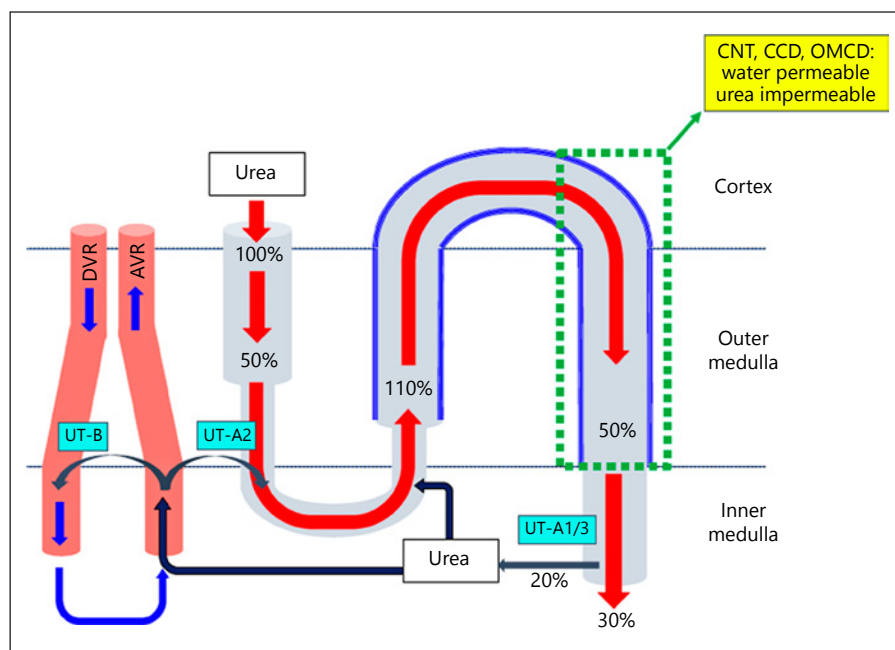 CNT, CCD, OMCD:
water permeable
urea impermeable
Urea
Cortex
DVR
AVR
100%
50%
110%
Outer
medulla
50%
UT-B
UT-A2
UT-A1/3
Inner
medulla
Urea
20%
30%